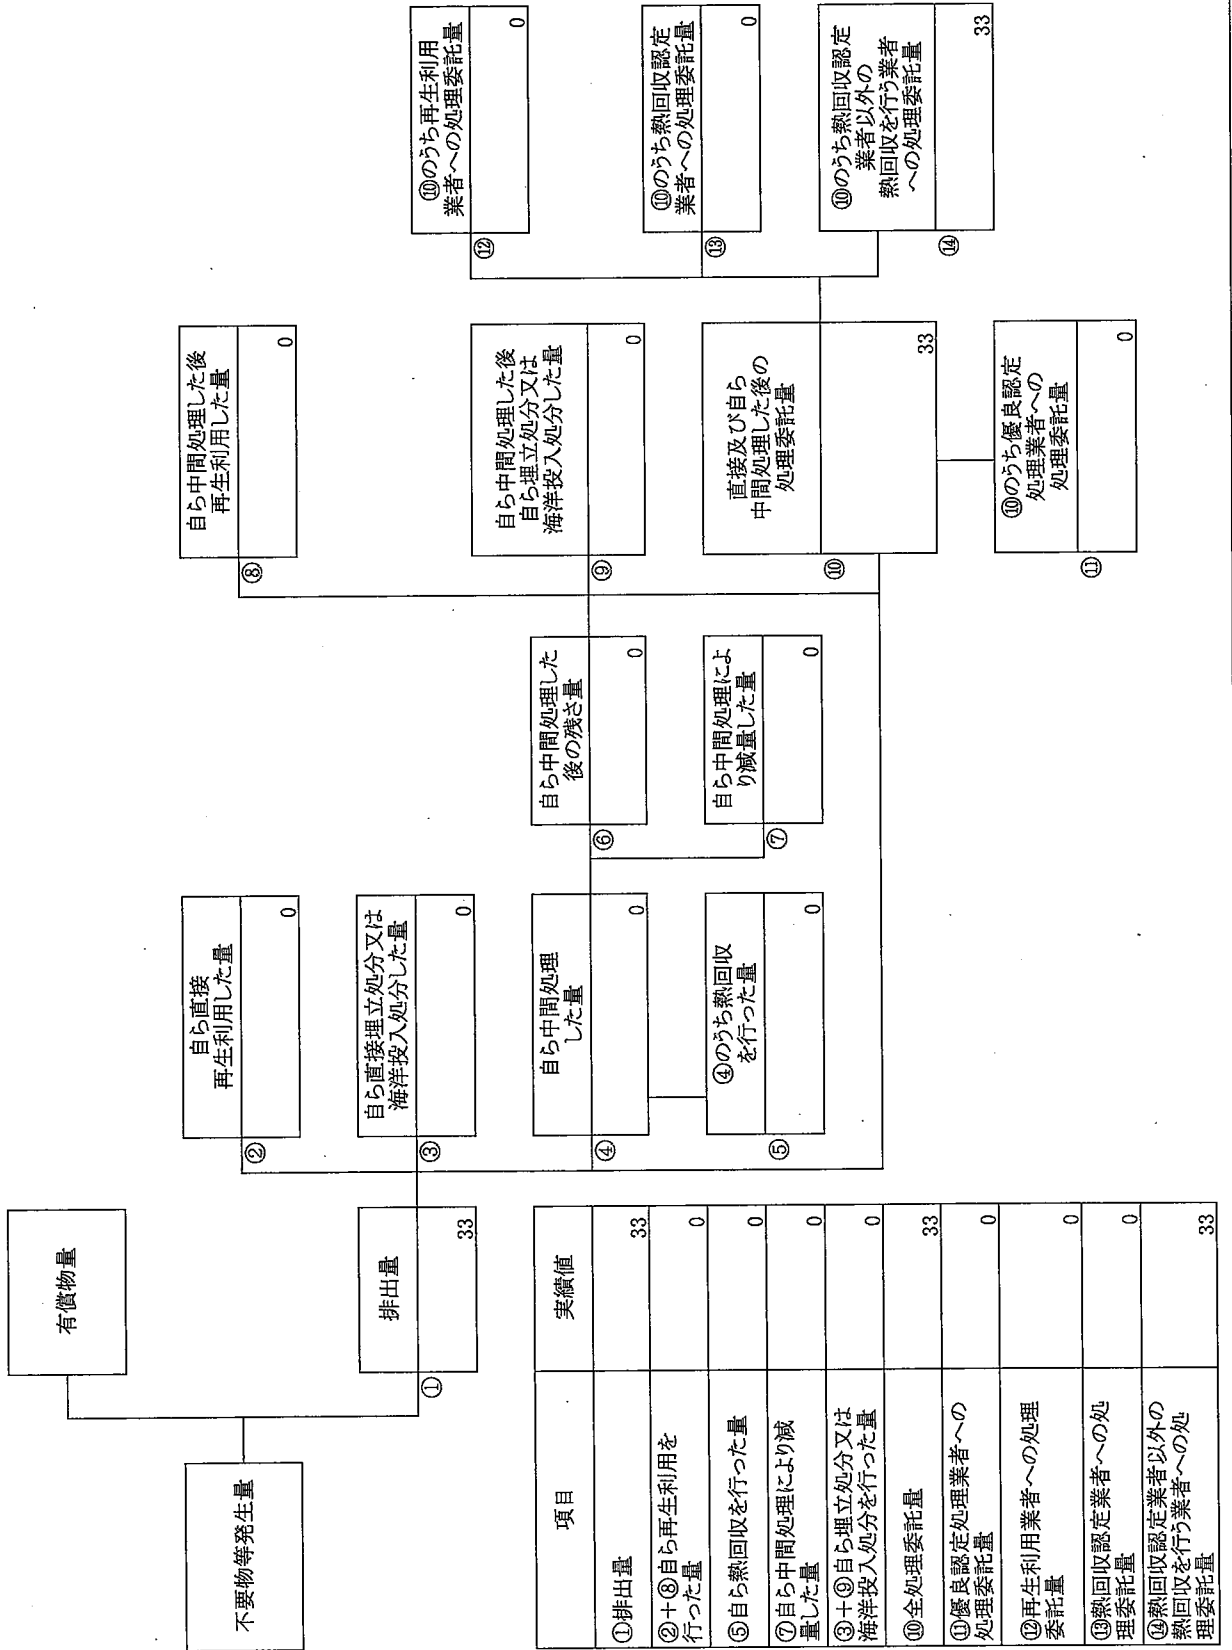 有償物量
不要物等発生量
排出量
①
33
自ら直接
再生利用した量
②
0
自ら直接埋立処分又は
海洋投入処分した量
③
0
自ら中間処理
した量
④
0
④のうち熱回収
を行った量
⑤
0
自ら中間処理した
後の残さ量
⑥
0
自ら中間処理によ
り減量した量
⑦
0
自ら中間処理した後
再生利用した量
⑧
0
自ら中間処理した後
自ら埋立処分又は
海洋投入処分した量
⑨
0
直接及び自ら
中間処理した後の
処理委託量
⑩
33
⑩のうち優良認定
処理業者への
処理委託量
⑪
0
⑩のうち再生利用
業者への処理委託量
⑫
0
⑩のうち熱回収認定
業者への処理委託量
⑬
0
⑩のうち熱回収認定
業者以外の
熱回収を行う業者
への処理委託量
⑭
33
項目 実績値
①排出量 33
②+⑧自ら再生利用を
行った量 0
⑤自ら熱回収を行った量 0
⑦自ら中間処理により減
量した量 0
③+⑨自ら埋立処分又は
海洋投入処分を行った量 0
⑩全処理委託量 33
⑪優良認定処理業者への
処理委託量 0
⑫再生利用業者への処理
委託量 0
⑬熱回収認定業者への処
理委託量 0
⑭熱回収認定業者以外の
熱回収を行う業者への処
理委託量 33